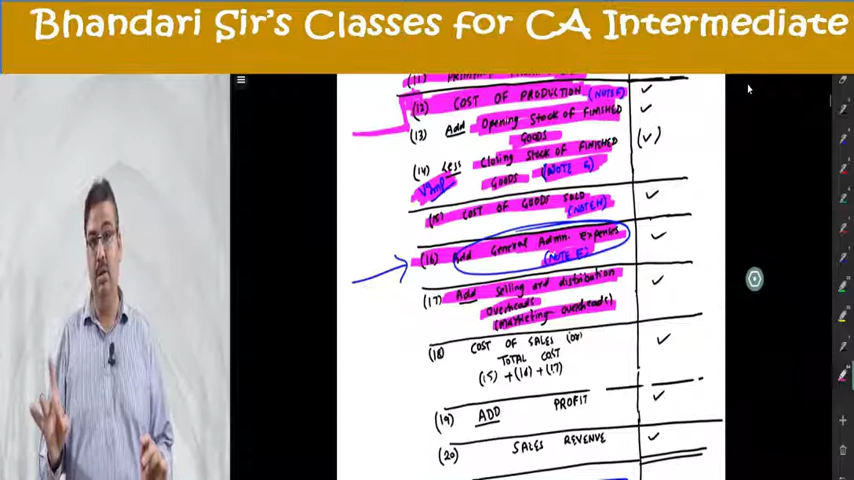 Bhandari Sir's Classes for CA Intermediate
(11)
(12) COST OF PRODUCTION (NOTE F)
(13) Add Opening Stock OF FINISHED
GOODS
(14) Less Closing Stock OF FINISHED
GOODS (NOTE G)
V imp
(15) COST OF GOODS SOLD
(NOTE H)
(16) Add General Admn. Expenses
(NOTE E)
(17) Add Selling and distribution
overheads
(marketing overheads)
(18) COST OF SALES (or)
TOTAL COST
(15) + (16) + (17)
(19) ADD PROFIT
(20) SALES REVENUE